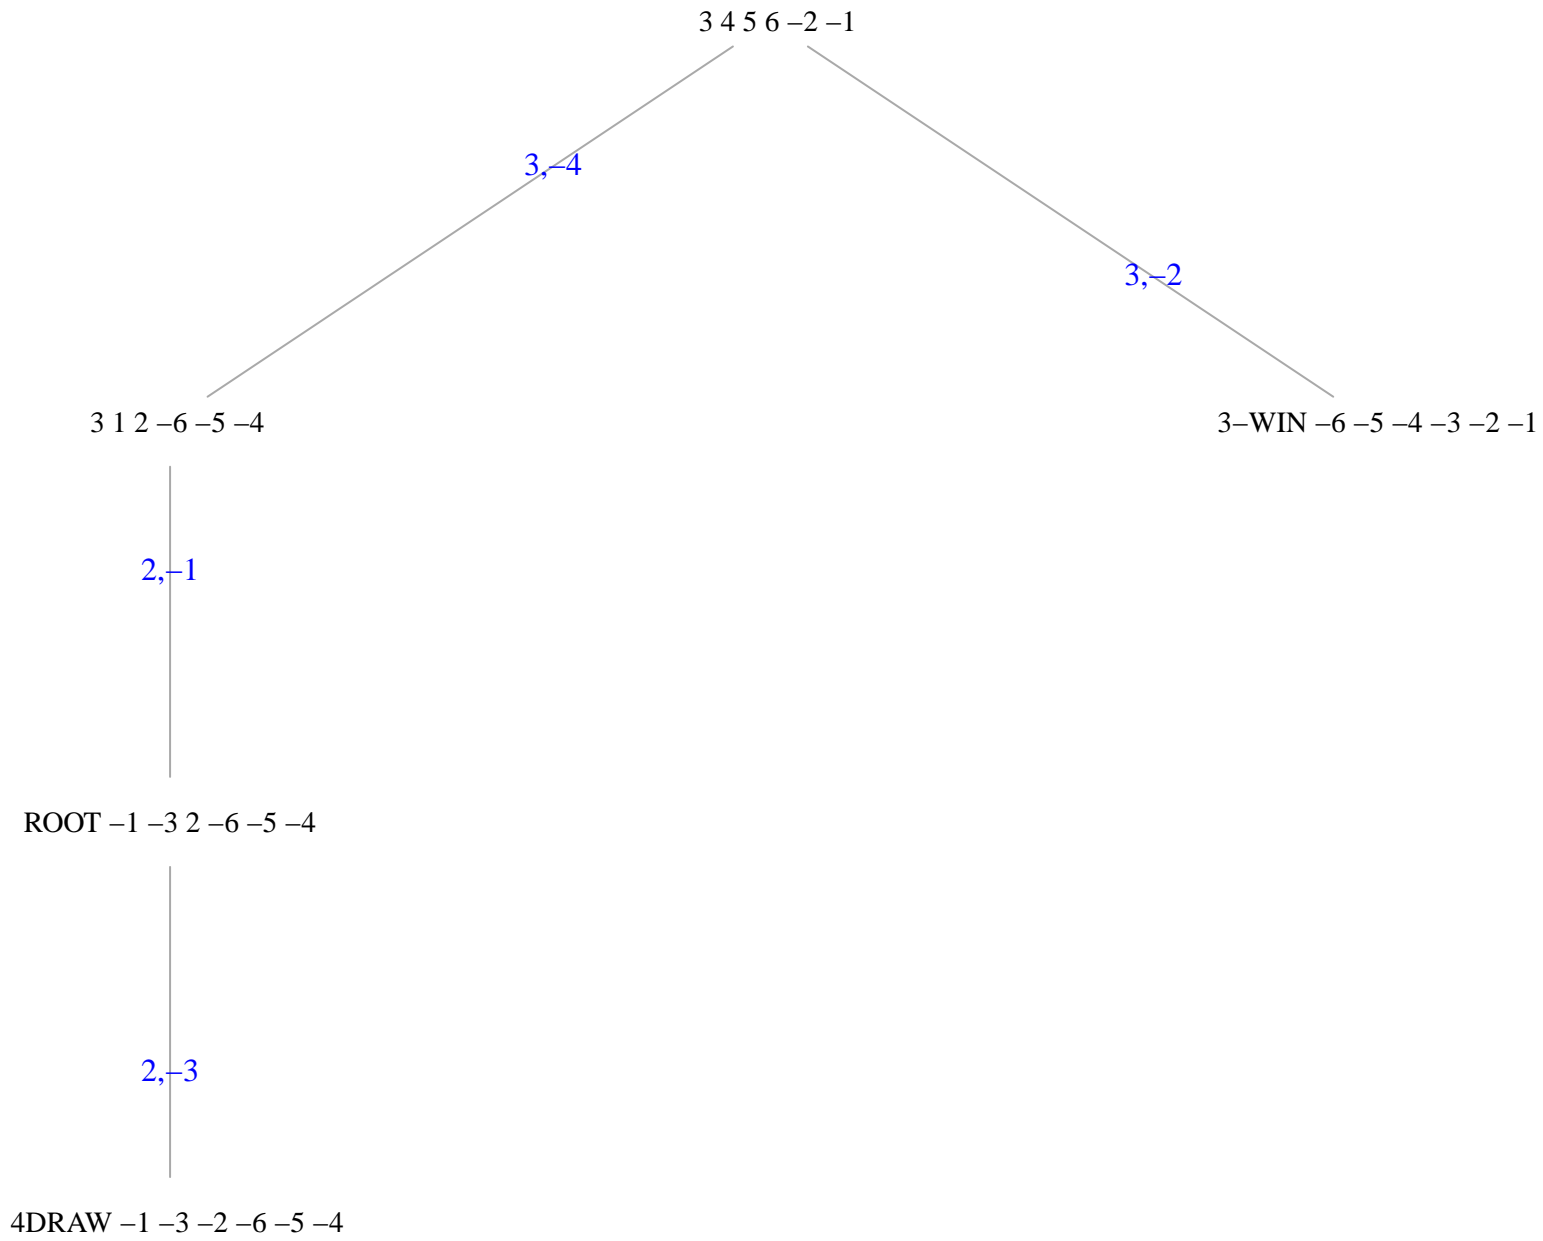 3 4 5 6 –2 –1
3,–4
3,–2
3 1 2 –6 –5 –4
3–WIN –6 –5 –4 –3 –2 –1
2,–1
ROOT –1 –3 2 –6 –5 –4
2,–3
4DRAW –1 –3 –2 –6 –5 –4